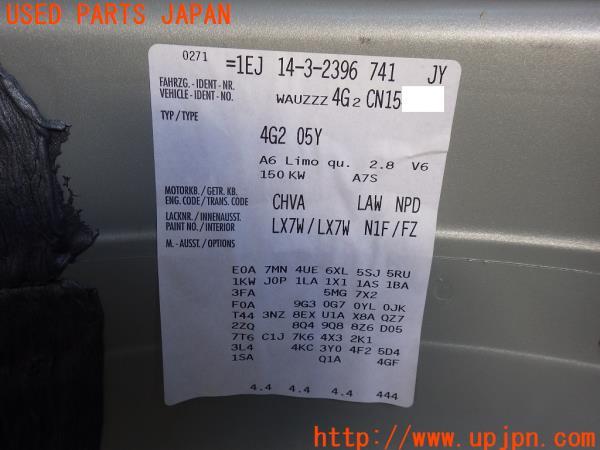 USED PARTS JAPAN
0271 =1EJ 14-3-2396 741 JY
FAHRZG.-IDENT-NR.
VEHICLE-IDENT-NO. WAUZZZ4G2CN15
TYP/TYPE
4G2 05Y
A6 Limo qu. 2.8 V6
150 KW A7S
MOTORKB./GETR.KB.
ENG.CODE/TRANS.CODE CHVA LAW NPD
LACKNR./INNENAUSST.
PAINT NO./INTERIOR LX7W/LX7W N1F/FZ
M.-AUSST./OPTIONS
E0A 7MN 4UE 6XL 5SJ 5RU
1KW J0P 1LA 1X1 1AS 1BA
3FA 5MG 7X2
F0A 9G3 0G7 0YL 0JK
T44 3NZ 8EX U1A X8A QZ7
2ZQ 8Q4 9Q8 8Z6 D05
7T6 C1J 7K6 4X3 2K1
3L4 4KC 3Y0 4F2 5D4
1SA Q1A 4GF
4.4 4.4 4.4 444
USED PARTS JAPAN
www.upjpn.com